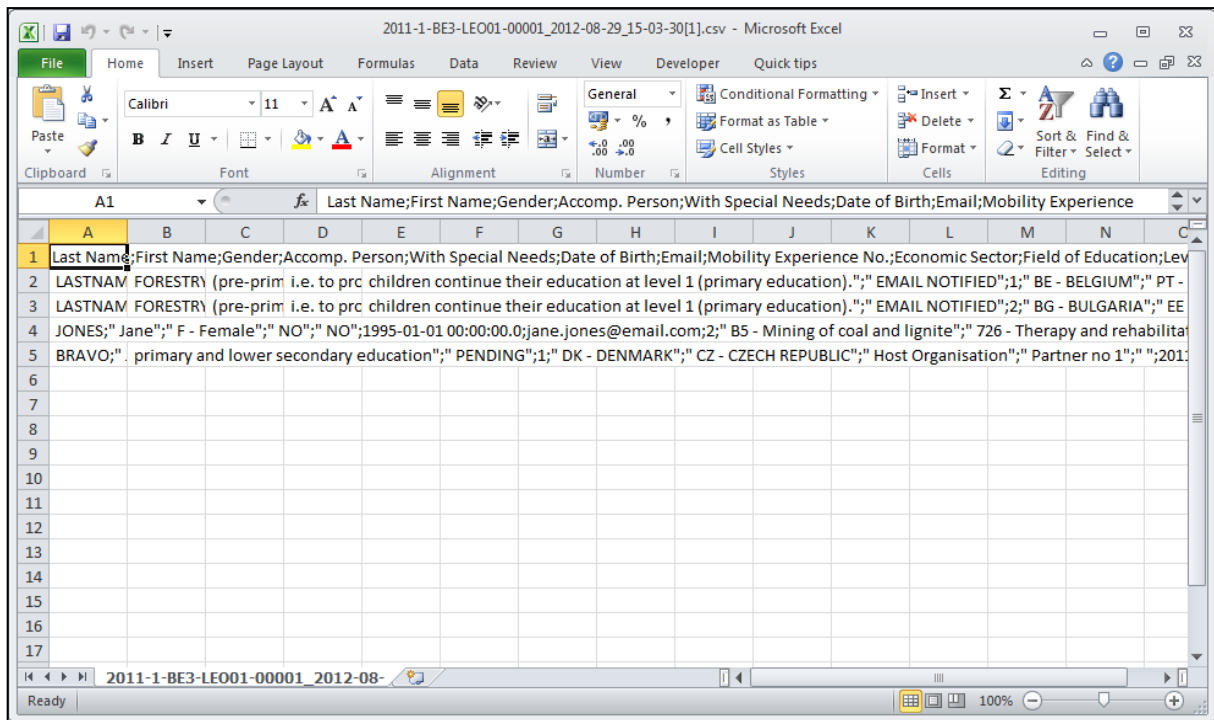 2011-1-BE3-LEO01-00001_2012-08-29_15-03-30[1].csv - Microsoft Excel
File Home Insert Page Layout Formulas Data Review View Developer Quick tips
Paste
Calibri 11 A A
B I U A
General
% ,
.0 .00 .00 .0
Conditional Formatting
Format as Table
Cell Styles
Insert
Delete
Format
Σ
Sort & Filter
Find & Select
Clipboard Font Alignment Number Styles Cells Editing
A1 fx Last Name;First Name;Gender;Accomp. Person;With Special Needs;Date of Birth;Email;Mobility Experience
A B C D E F G H I J K L M N
1 Last Name;First Name;Gender;Accomp. Person;With Special Needs;Date of Birth;Email;Mobility Experience No.;Economic Sector;Field of Education;Lev
2 LASTNAM FORESTRY (pre-prim i.e. to pro children continue their education at level 1 (primary education).";" EMAIL NOTIFIED";1;" BE - BELGIUM";" PT -
3 LASTNAM FORESTRY (pre-prim i.e. to pro children continue their education at level 1 (primary education).";" EMAIL NOTIFIED";2;" BG - BULGARIA";" EE
4 JONES;" Jane";" F - Female";" NO";" NO";1995-01-01 00:00:00.0;jane.jones@email.com;2;" B5 - Mining of coal and lignite";" 726 - Therapy and rehabilitat
5 BRAVO;" primary and lower secondary education";" PENDING";1;" DK - DENMARK";" CZ - CZECH REPUBLIC";" Host Organisation";" Partner no 1";" ";201
6
7
8
9
10
11
12
13
14
15
16
17
2011-1-BE3-LEO01-00001_2012-08-
Ready 100%